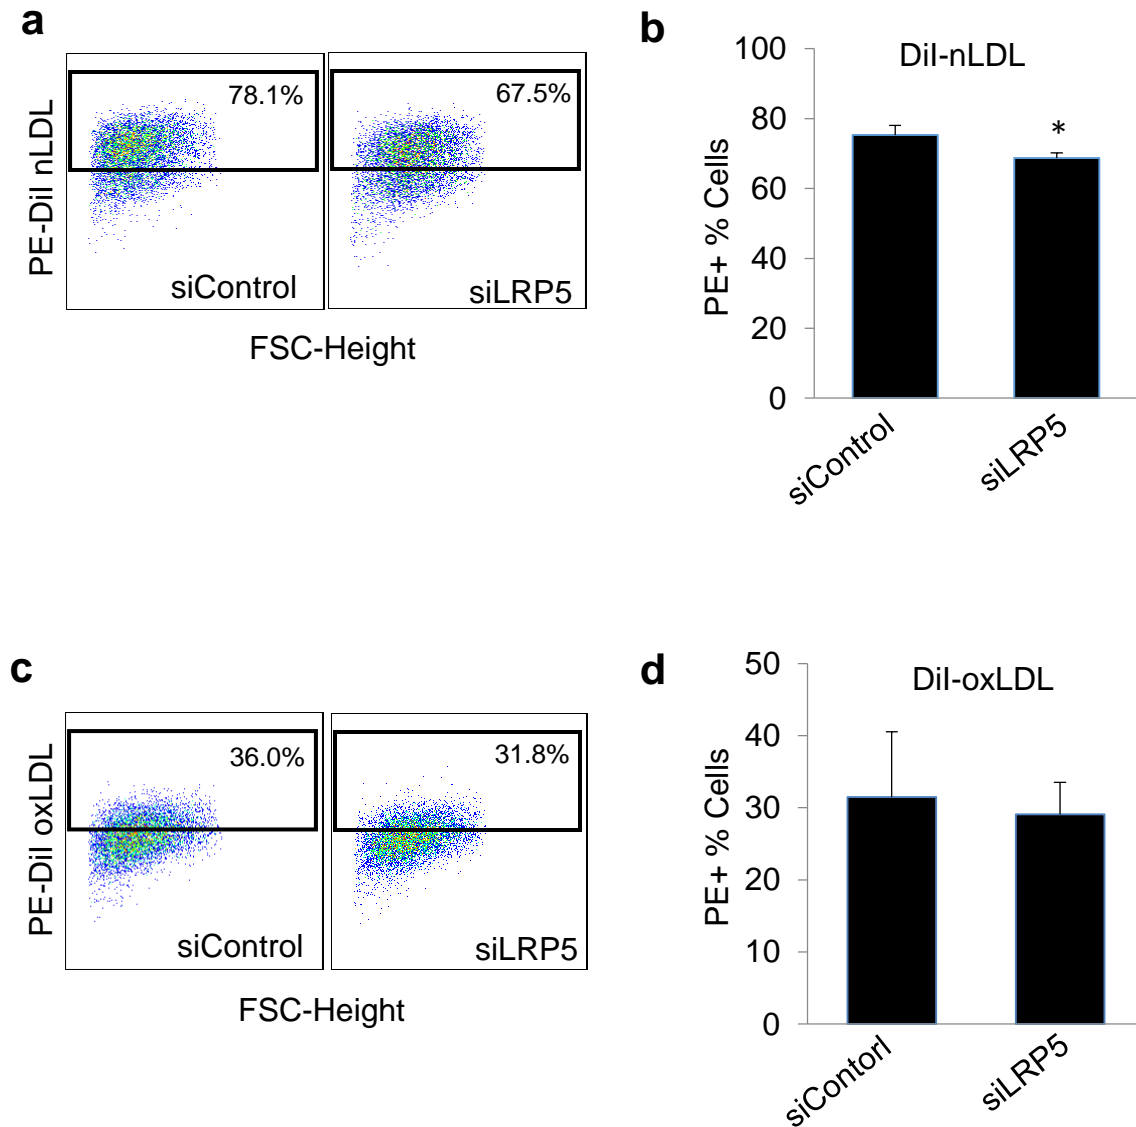 a
PE-DiI nLDL
78.1%
siControl
67.5%
siLRP5
FSC-Height
b
DiI-nLDL
PE+ % Cells
100
80
60
40
20
0
*
siControl
siLRP5
c
PE-DiI oxLDL
36.0%
siControl
31.8%
siLRP5
FSC-Height
d
DiI-oxLDL
PE+ % Cells
50
40
30
20
10
0
siContorl
siLRP5